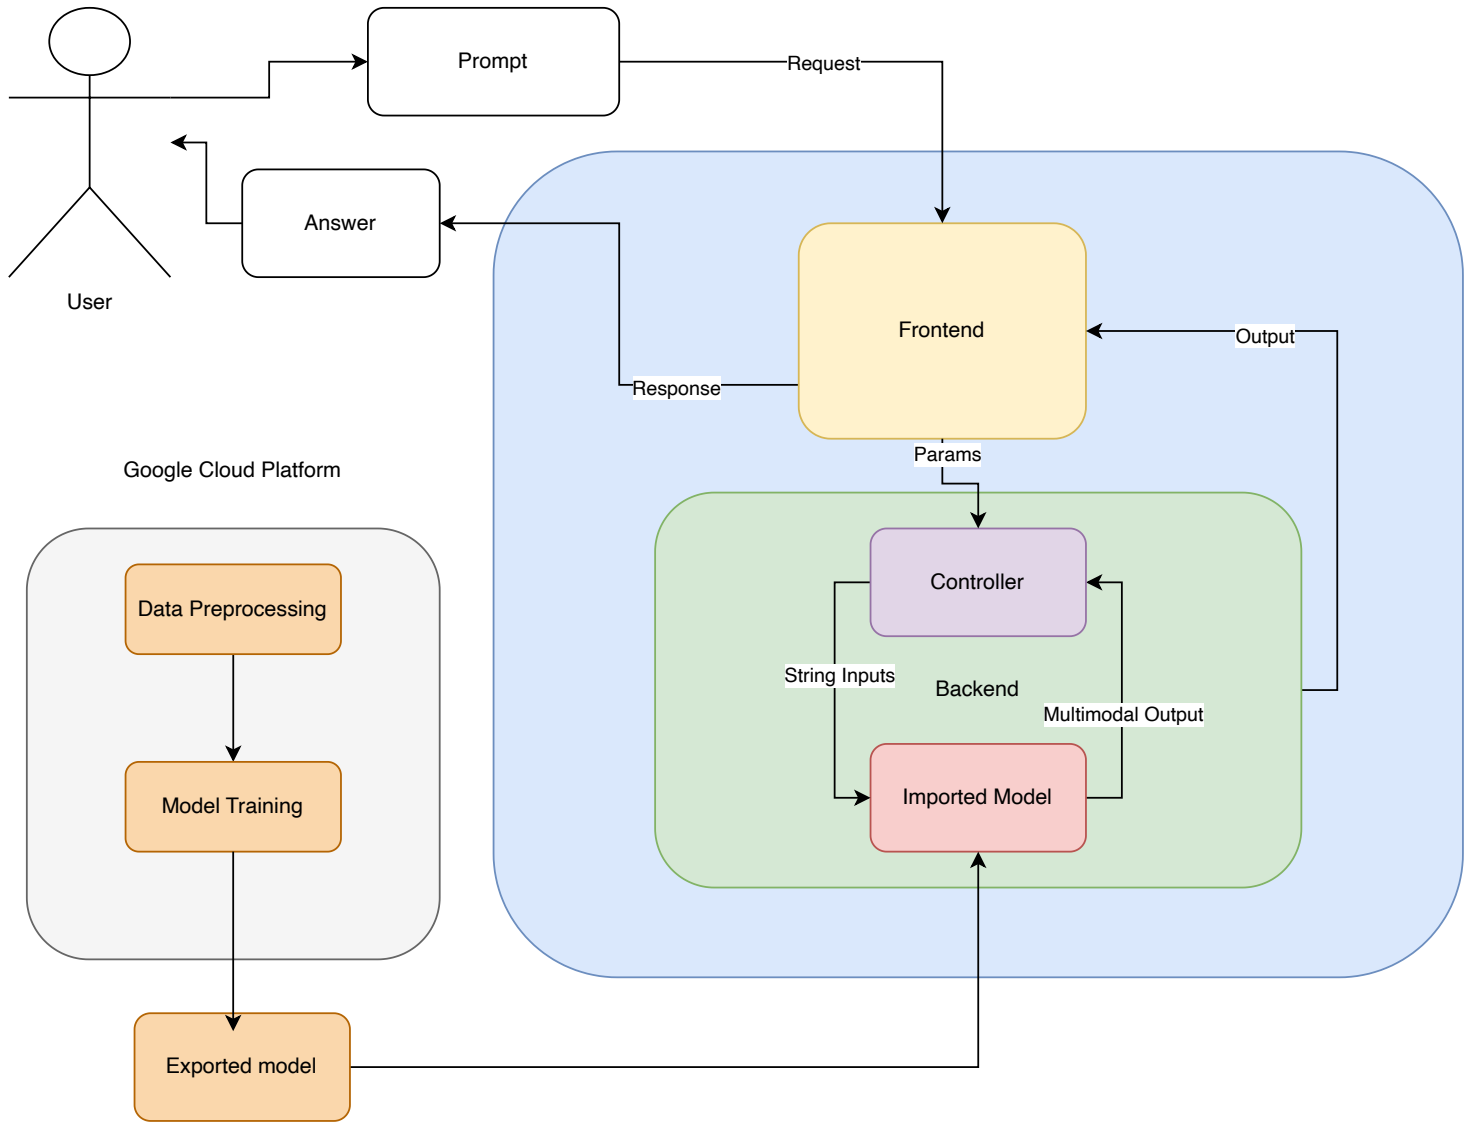 Prompt
Request
Answer
User
Frontend
Output
Response
Params
Google Cloud Platform
Controller
Data Preprocessing
String Inputs
Backend
Multimodal Output
Imported Model
Model Training
Exported model